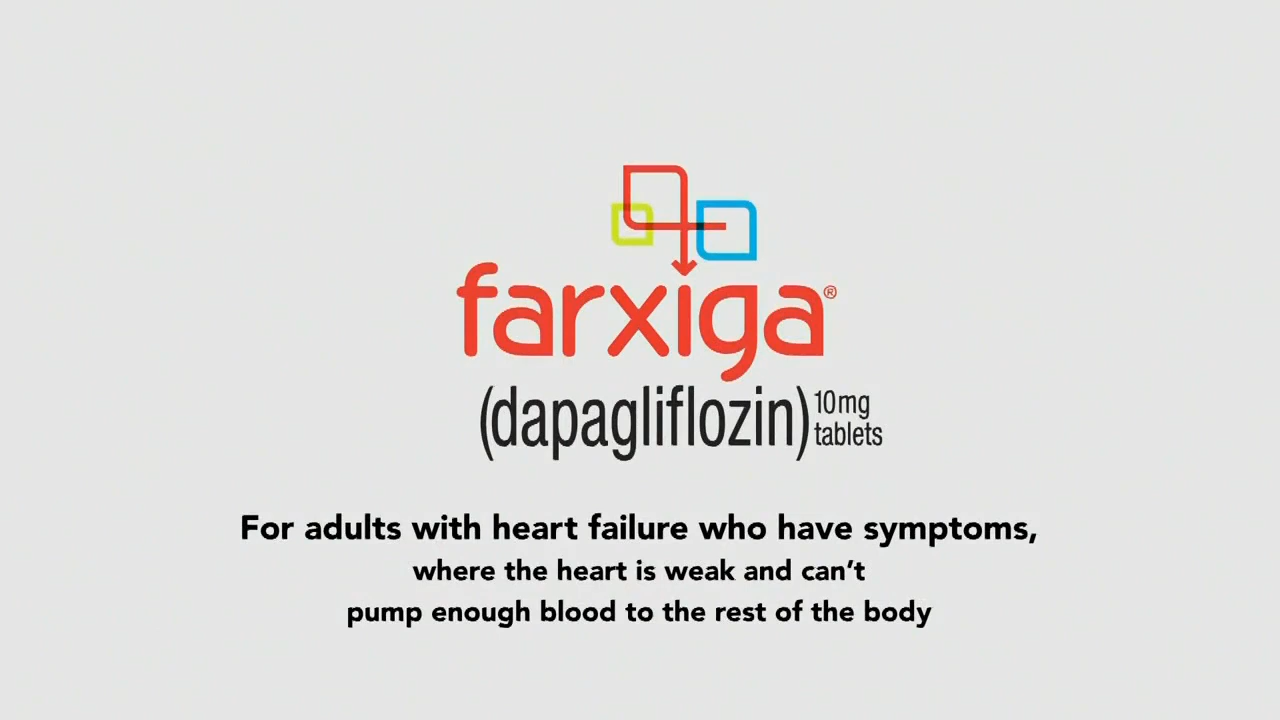 farxiga®
(dapagliflozin) 10mg tablets
For adults with heart failure who have symptoms,
where the heart is weak and can't
pump enough blood to the rest of the body